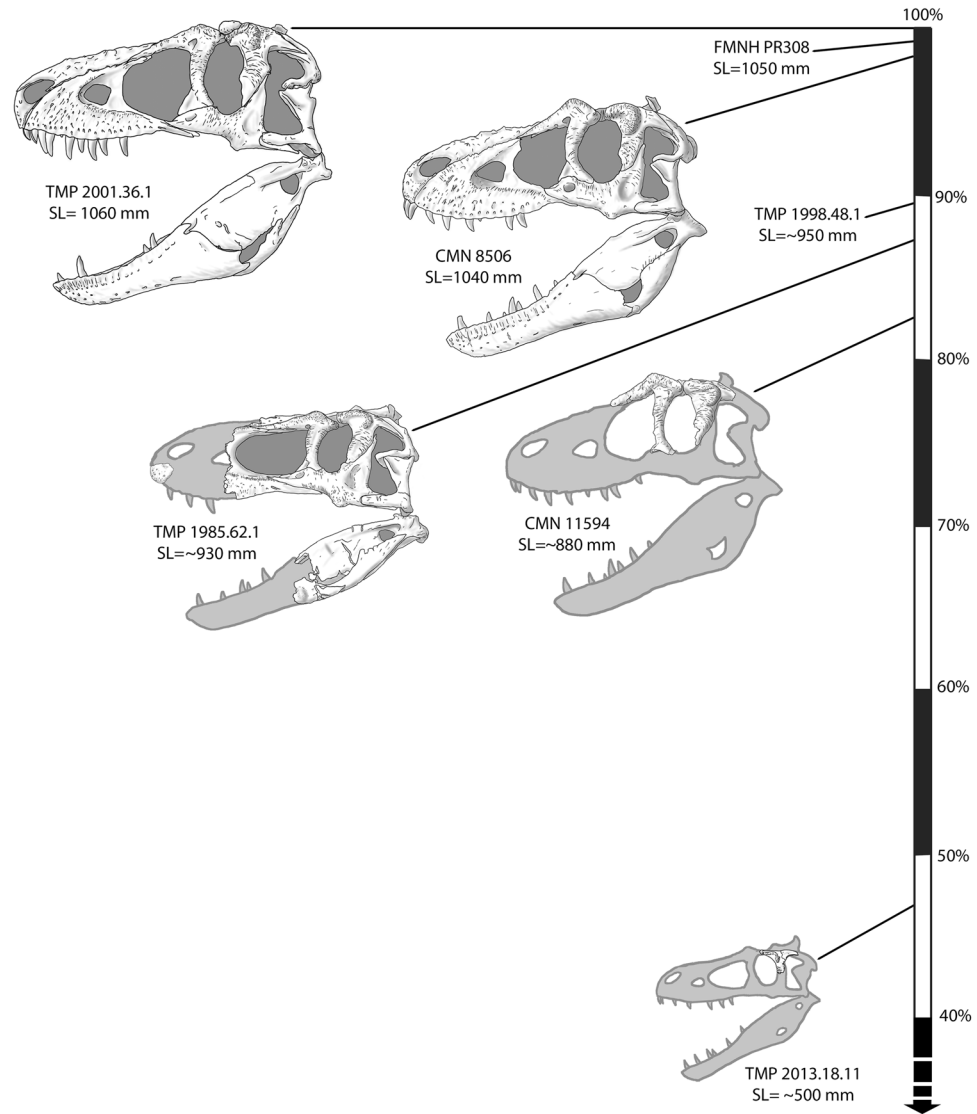 100%
FMNH PR308
SL=1050 mm
TMP 2001.36.1
SL= 1060 mm
90%
TMP 1998.48.1
SL=~950 mm
CMN 8506
SL=1040 mm
80%
TMP 1985.62.1
SL=~930 mm
CMN 11594
SL=~880 mm
70%
60%
50%
40%
TMP 2013.18.11
SL= ~500 mm